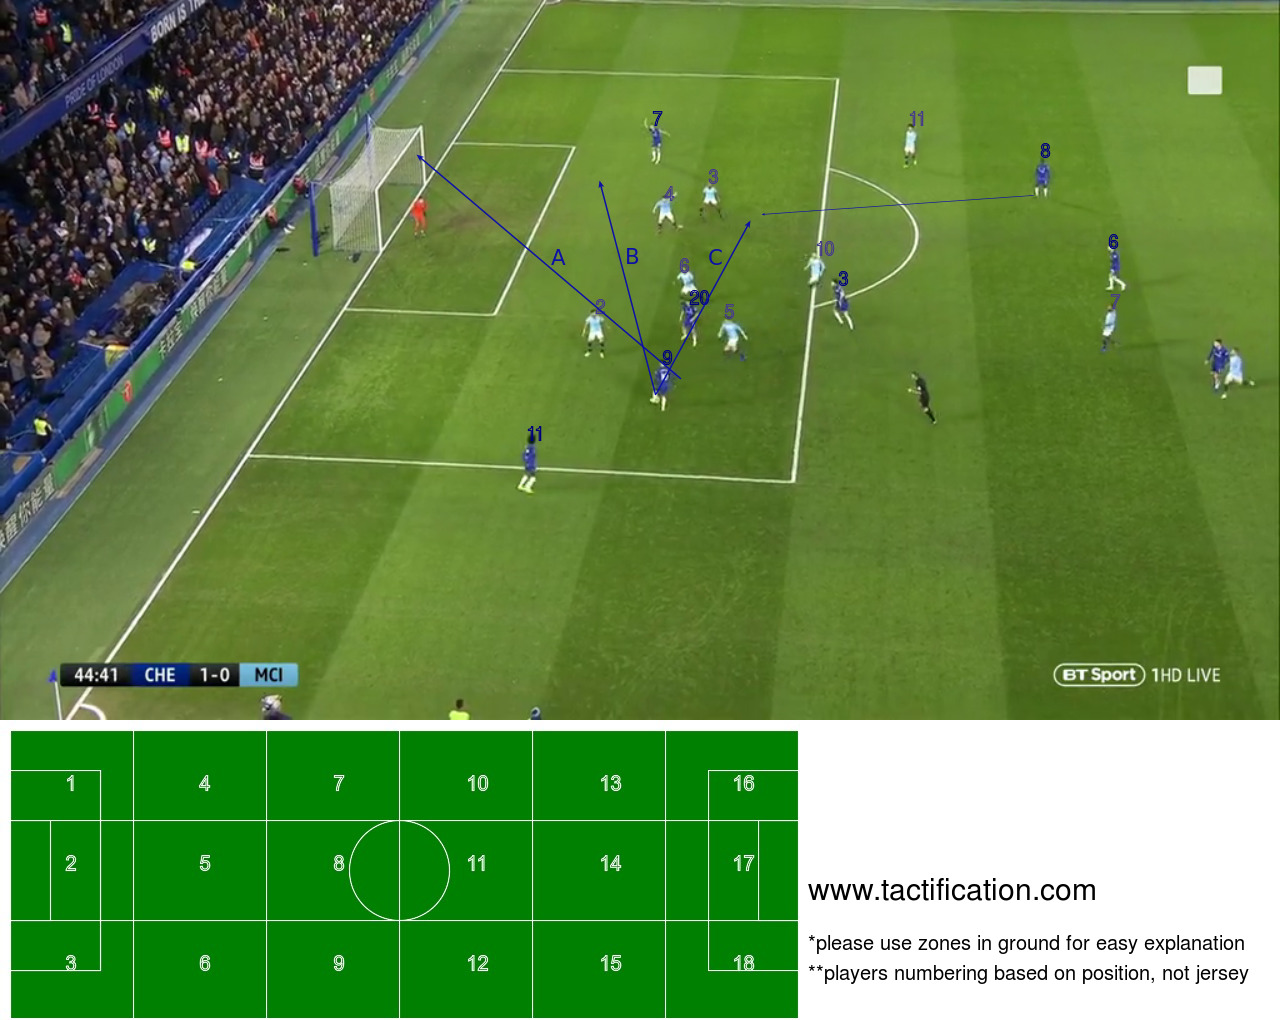 BORN IS THE
PRIDE OF LONDON
7
11
8
3
4
6
10
6
3
20
2
5
7
9
11
A
B
C
44:41 CHE 1-0 MCI
BT Sport 1HD LIVE
1 4 7 10 13 16
2 5 8 11 14 17
3 6 9 12 15 18
www.tactification.com
*please use zones in ground for easy explanation
**players numbering based on position, not jersey